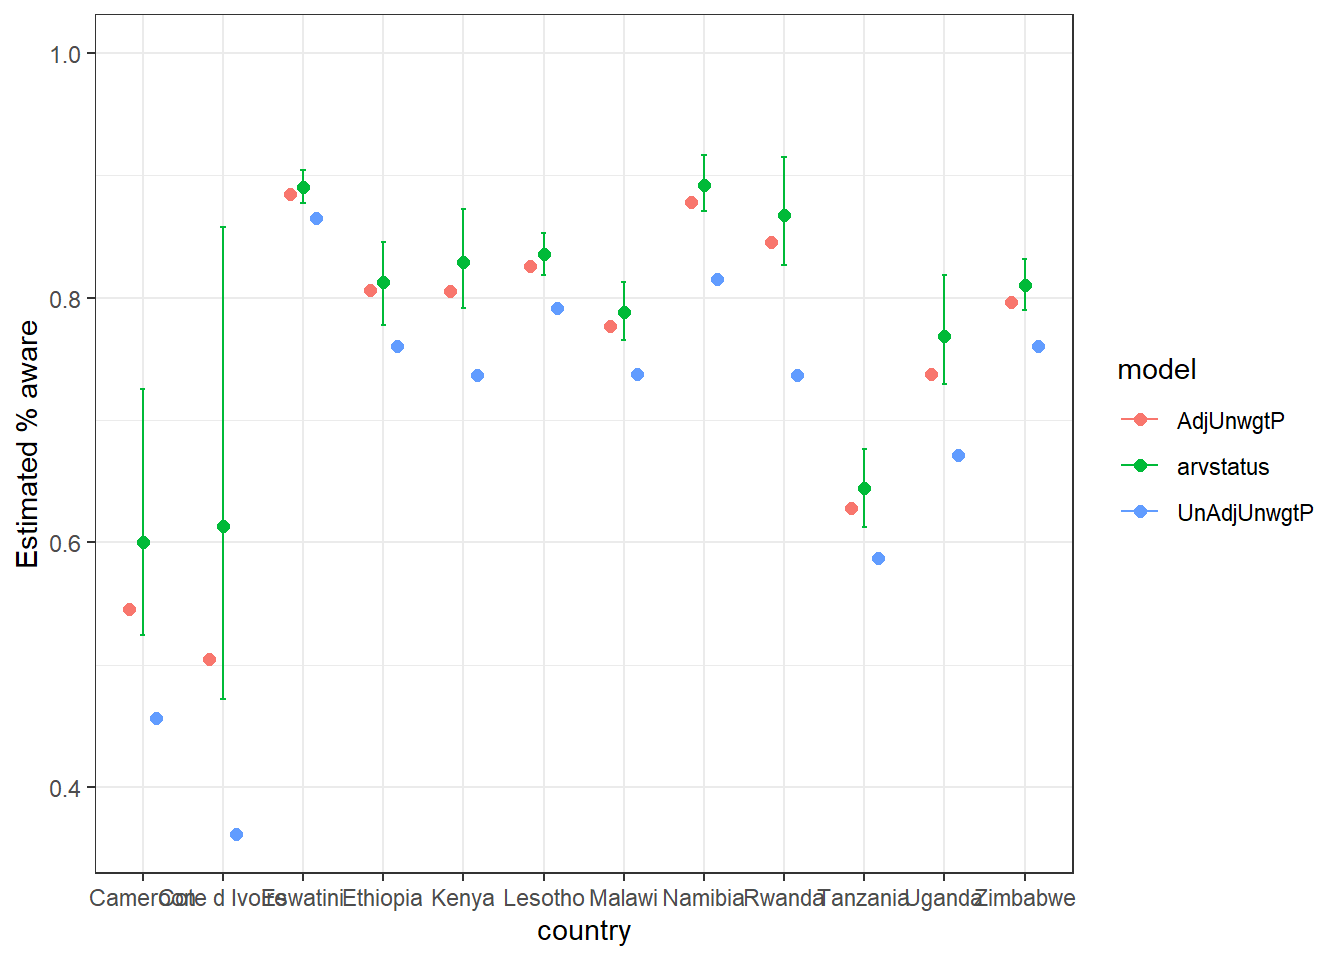 1.0
0.8
0.6
0.4
Estimated % aware
Cameroon Cote d Ivoire Eswatini Ethiopia Kenya Lesotho Malawi Namibia Rwanda Tanzania Uganda Zimbabwe
country
model
AdjUnwgtP
arvstatus
UnAdjUnwgtP